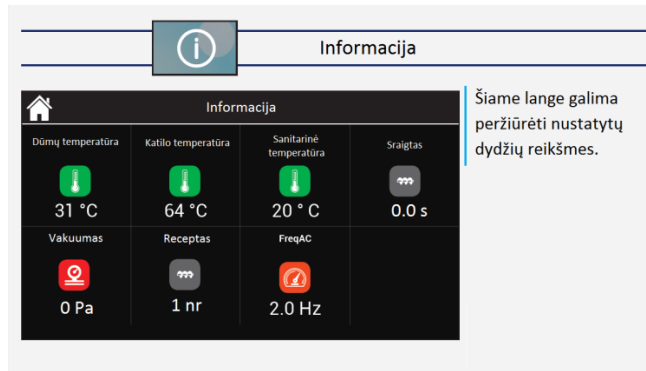 Informacija
Informacija
Dūmų temperatūra
Katilo temperatūra
Sanitarinė
temperatūra
Sraigtas
31 °C
64 °C
20 ° C
0.0 s
Vakuumas
Receptas
FreqAC
0 Pa
1 nr
2.0 Hz
Šiame lange galima
peržiūrėti nustatytų
dydžių reikšmes.